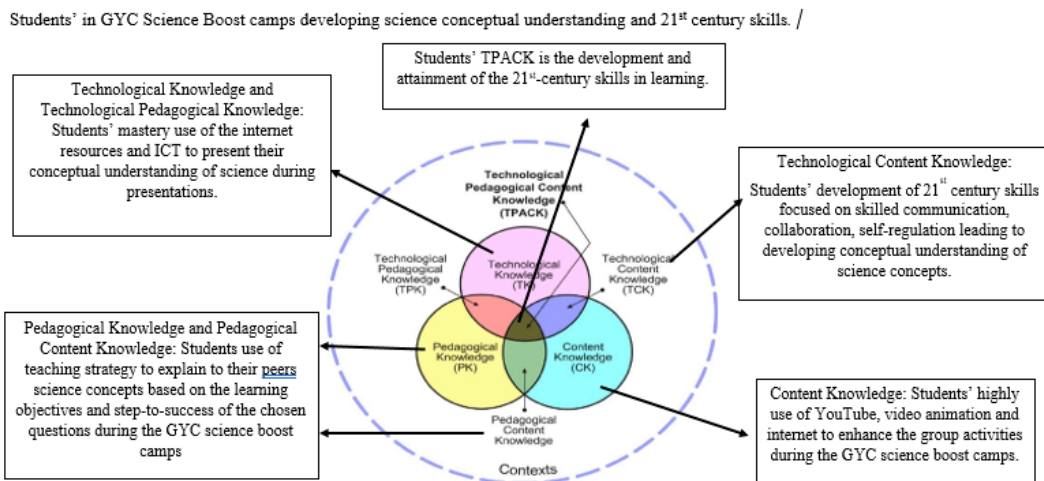 Students' in GYC Science Boost camps developing science conceptual understanding and 21st century skills. /
Students' TPACK is the development and
attainment of the 21st-century skills in learning.
Technological Knowledge and
Technological Pedagogical Knowledge:
Students' mastery use of the internet
resources and ICT to present their
conceptual understanding of science during
presentations.
Technological Content Knowledge:
Students' development of 21st century skills
focused on skilled communication,
collaboration, self-regulation leading to
developing conceptual understanding of
science concepts.
Technological
Pedagogical Content
Knowledge
(TPACK)
Technological
Pedagogical
Knowledge
(TPK)
Technological
Knowledge
(TK)
Technological
Content
Knowledge
(TCK)
Pedagogical
Knowledge
(PK)
Content
Knowledge
(CK)
Pedagogical
Content
Knowledge
Contexts
Pedagogical Knowledge and Pedagogical
Content Knowledge: Students use of
teaching strategy to explain to their peers
science concepts based on the learning
objectives and step-to-success of the chosen
questions during the GYC science boost
camps
Content Knowledge: Students' highly
use of YouTube, video animation and
internet to enhance the group activities
during the GYC science boost camps.